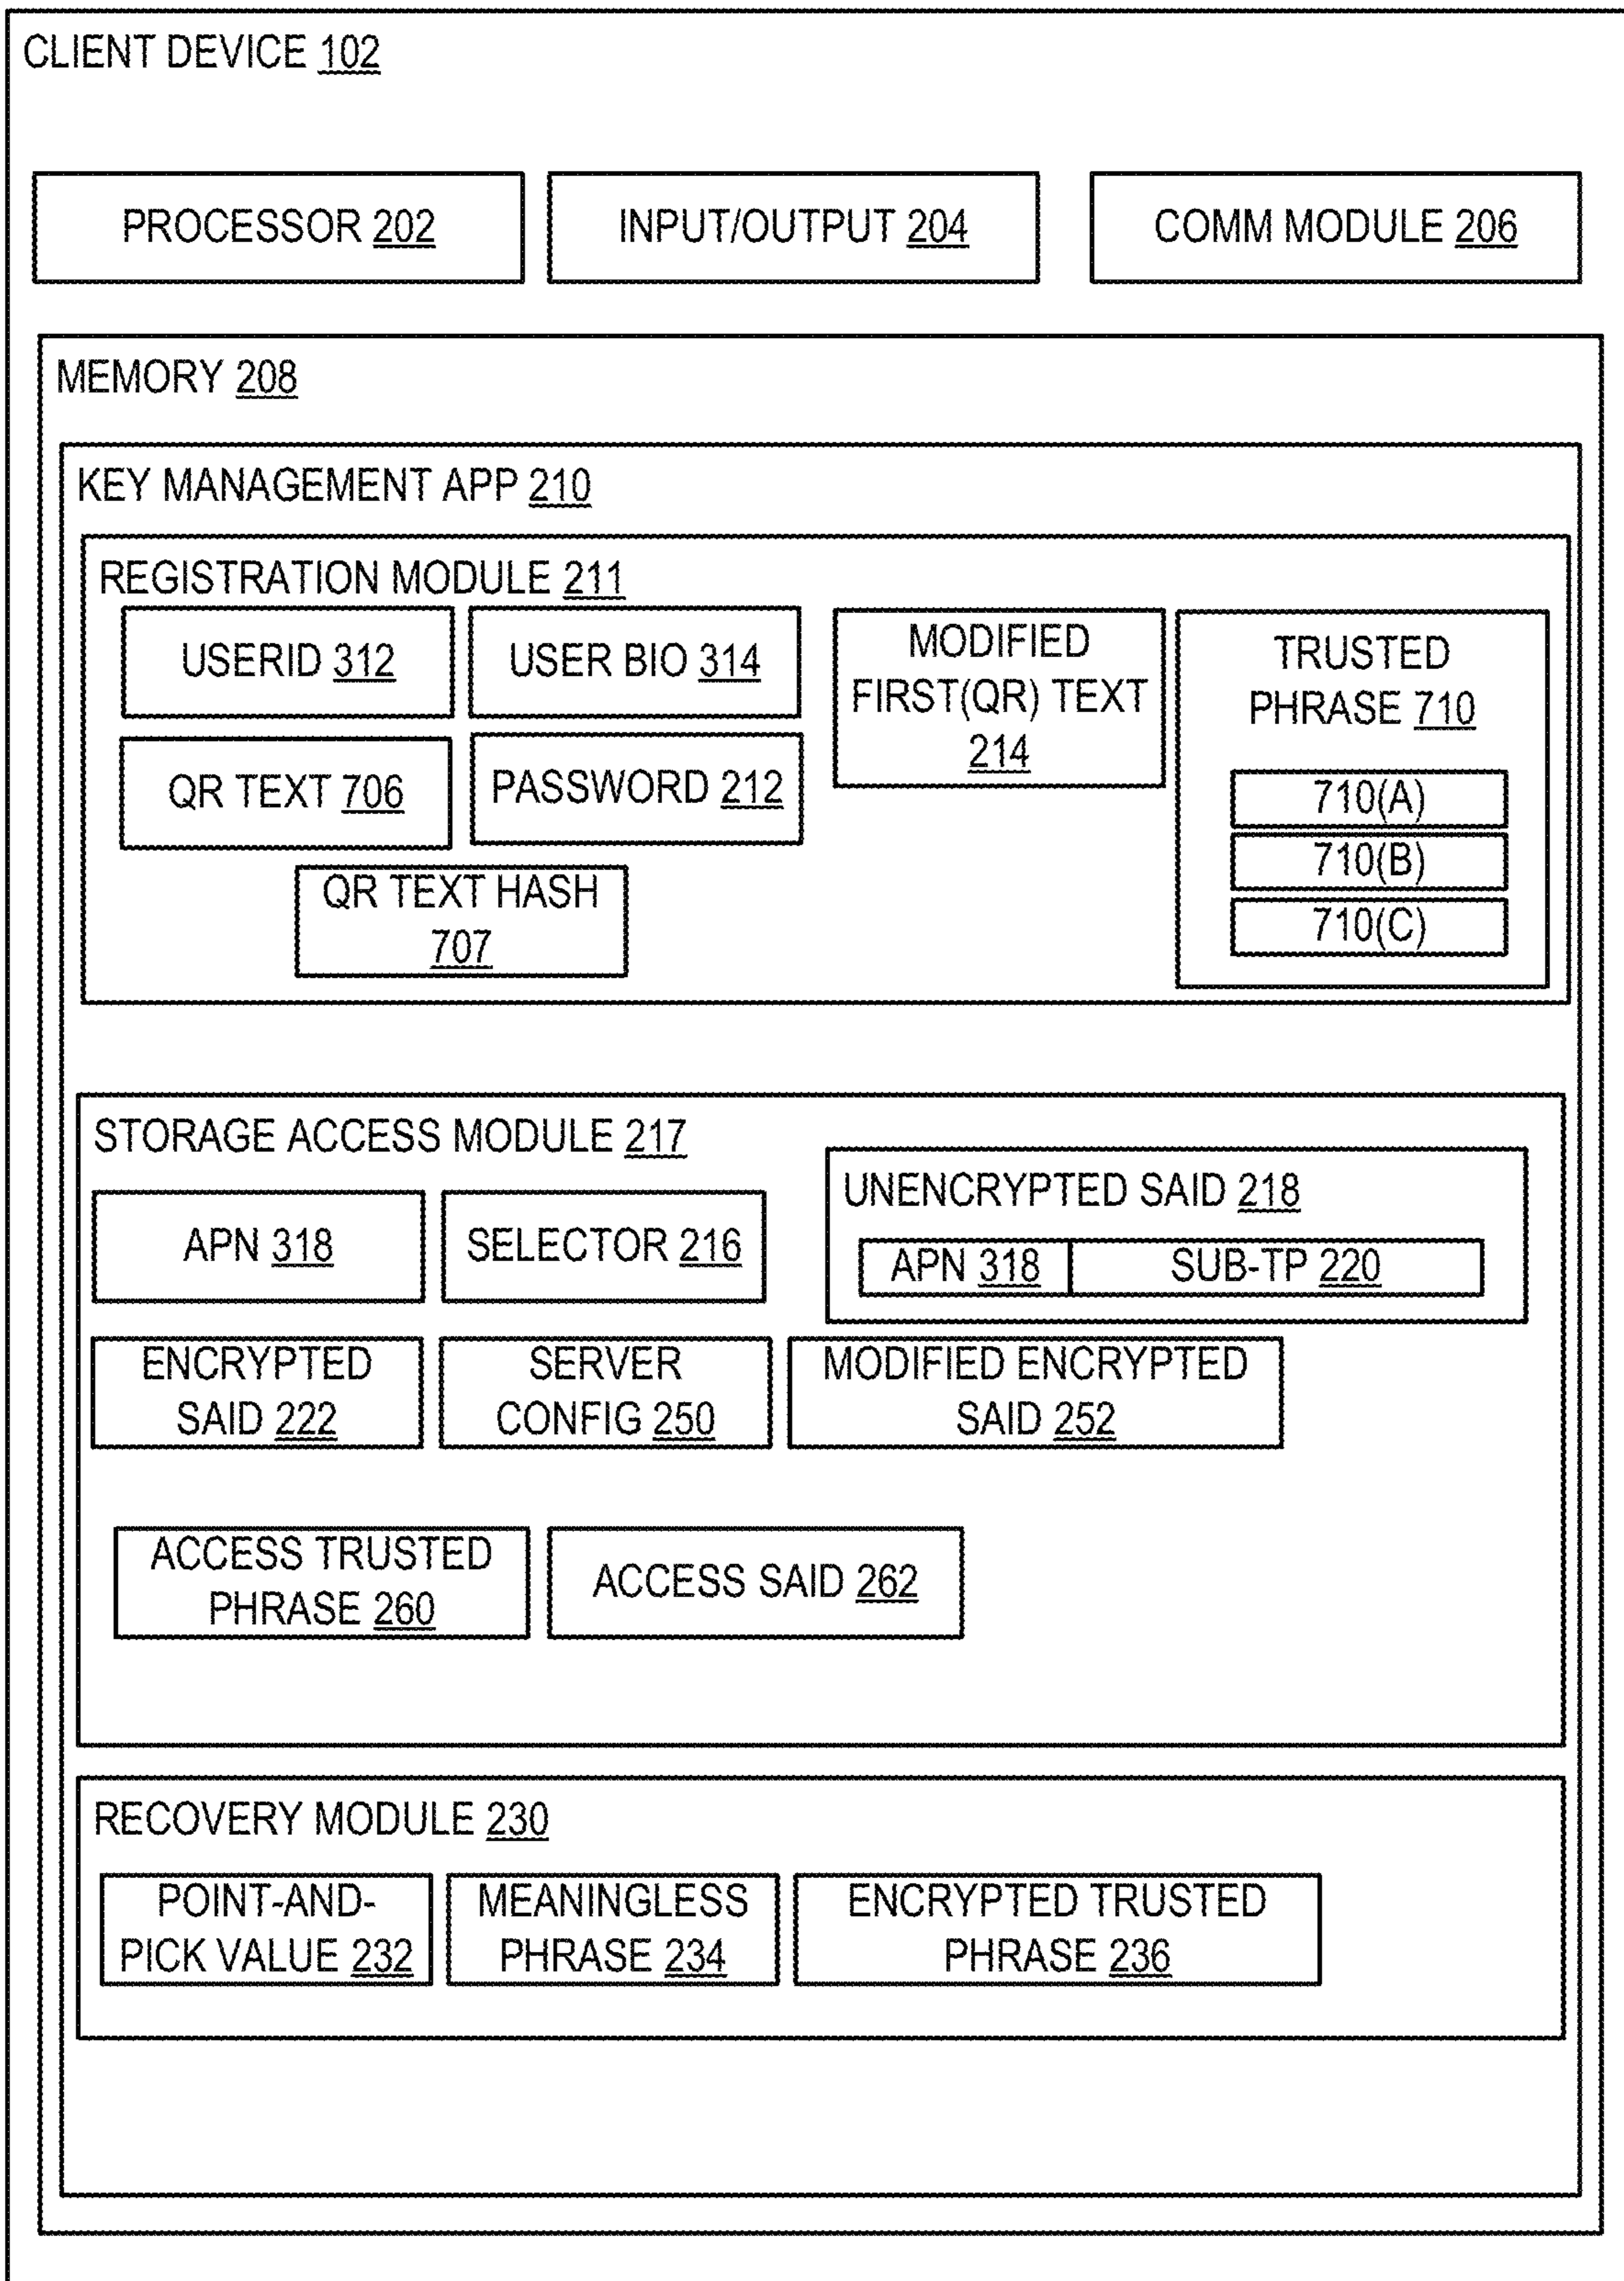 CLIENT DEVICE 102
PROCESSOR 202
INPUT/OUTPUT 204
COMM MODULE 206
MEMORY 208
KEY MANAGEMENT APP 210
REGISTRATION MODULE 211
USERID 312
USER BIO 314
MODIFIED
FIRST(QR) TEXT
214
TRUSTED
PHRASE 710
710(A)
710(B)
710(C)
QR TEXT 706
PASSWORD 212
QR TEXT HASH
707
STORAGE ACCESS MODULE 217
APN 318
SELECTOR 216
UNENCRYPTED SAID 218
APN 318
SUB-TP 220
ENCRYPTED
SAID 222
SERVER
CONFIG 250
MODIFIED ENCRYPTED
SAID 252
ACCESS TRUSTED
PHRASE 260
ACCESS SAID 262
RECOVERY MODULE 230
POINT-AND-
PICK VALUE 232
MEANINGLESS
PHRASE 234
ENCRYPTED TRUSTED
PHRASE 236